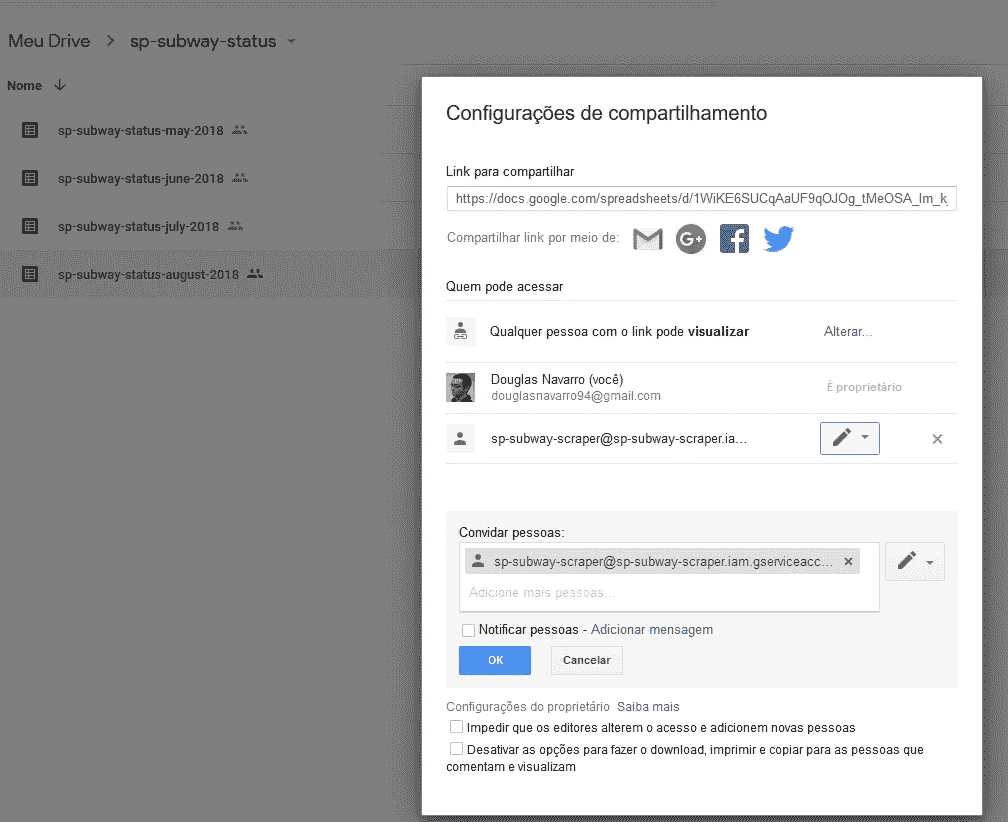 Meu Drive > sp-subway-status
Nome
sp-subway-status-may-2018
sp-subway-status-june-2018
sp-subway-status-july-2018
sp-subway-status-august-2018
Configurações de compartilhamento
Link para compartilhar
https://docs.google.com/spreadsheets/d/1WiKE6SUCqAaUF9qOJOg_tMeOSA_Im_k_
Compartilhar link por meio de:
Quem pode acessar
Qualquer pessoa com o link pode visualizar Alterar...
Douglas Navarro (você) É proprietário
douglasnavarro94@gmail.com
sp-subway-scraper@sp-subway-scraper.ia...
Convidar pessoas:
sp-subway-scraper@sp-subway-scraper.iam.gserviceacc...
Adicione mais pessoas...
Notificar pessoas - Adicionar mensagem
OK Cancelar
Configurações do proprietário Saiba mais
Impedir que os editores alterem o acesso e adicionem novas pessoas
Desativar as opções para fazer o download, imprimir e copiar para as pessoas que
comentam e visualizam